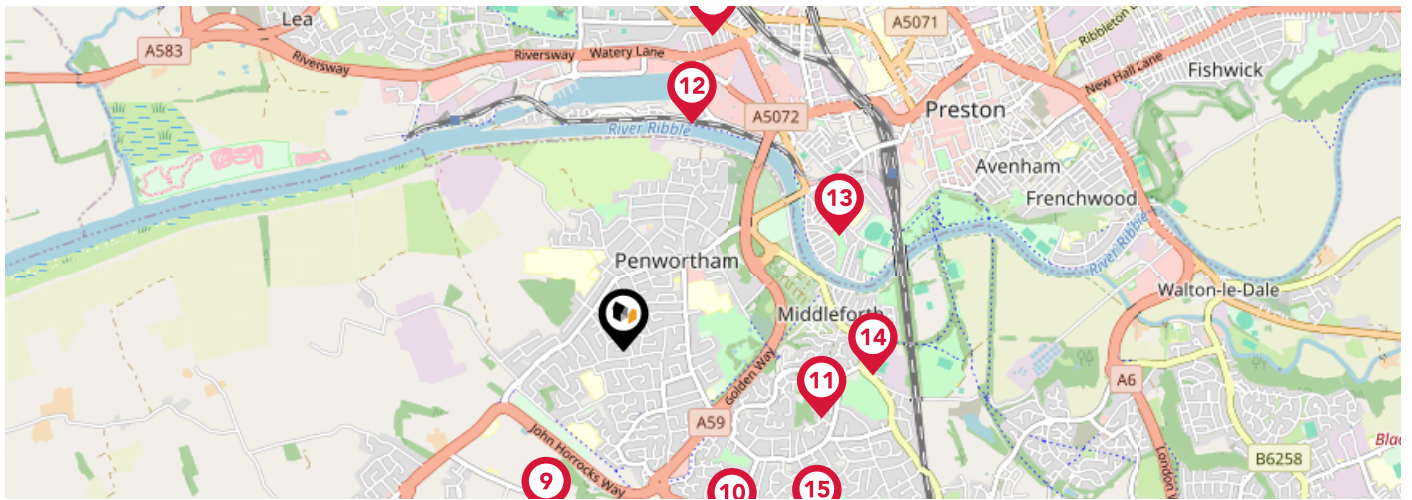 Lea
A5071
A583
Riversway
Riversway
Watery Lane
Ribbleton
New Hall Lane
Fishwick
12
A5072
River Ribble
Preston
Avenham
13
Frenchwood
River Ribble
Penwortham
Walton-le-Dale
Middleforth
14
11
A6
Golden Way
A59
John Horrocks Way
London
B6258
9
10
15